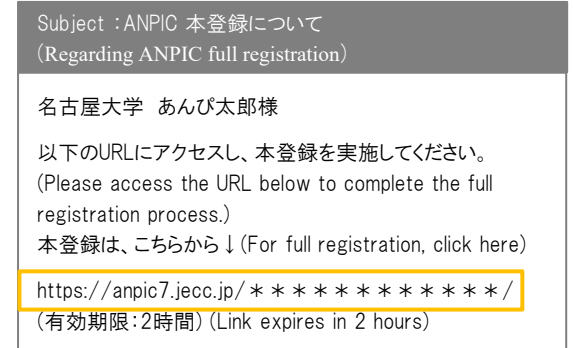 Subject :ANPIC 本登録について
(Regarding ANPIC full registration)
名古屋大学　あんぴ太郎様
以下のURLにアクセスし、本登録を実施してください。
(Please access the URL below to complete the full
registration process.)
本登録は、こちらから↓(For full registration, click here)
https://anpic7.jecc.jp/＊＊＊＊＊＊＊＊＊＊＊＊/
(有効期限:2時間) (Link expires in 2 hours)